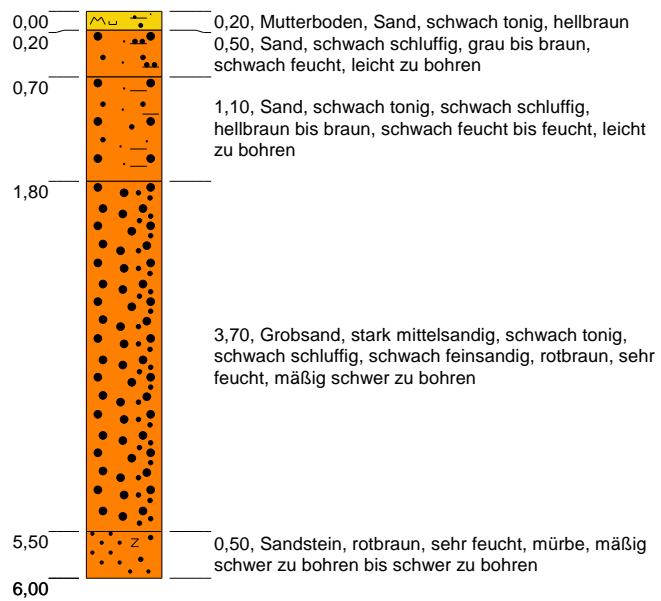 0,00
0,20, Mutterboden, Sand, schwach tonig, hellbraun
0,20
0,50, Sand, schwach schluffig, grau bis braun,
schwach feucht, leicht zu bohren
0,70
1,10, Sand, schwach tonig, schwach schluffig,
hellbraun bis braun, schwach feucht bis feucht, leicht
zu bohren
1,80
3,70, Grobsand, stark mittelsandig, schwach tonig,
schwach schluffig, schwach feinsandig, rotbraun, sehr
feucht, mäßig schwer zu bohren
5,50
Z
0,50, Sandstein, rotbraun, sehr feucht, mürbe, mäßig
schwer zu bohren bis schwer zu bohren
6,00